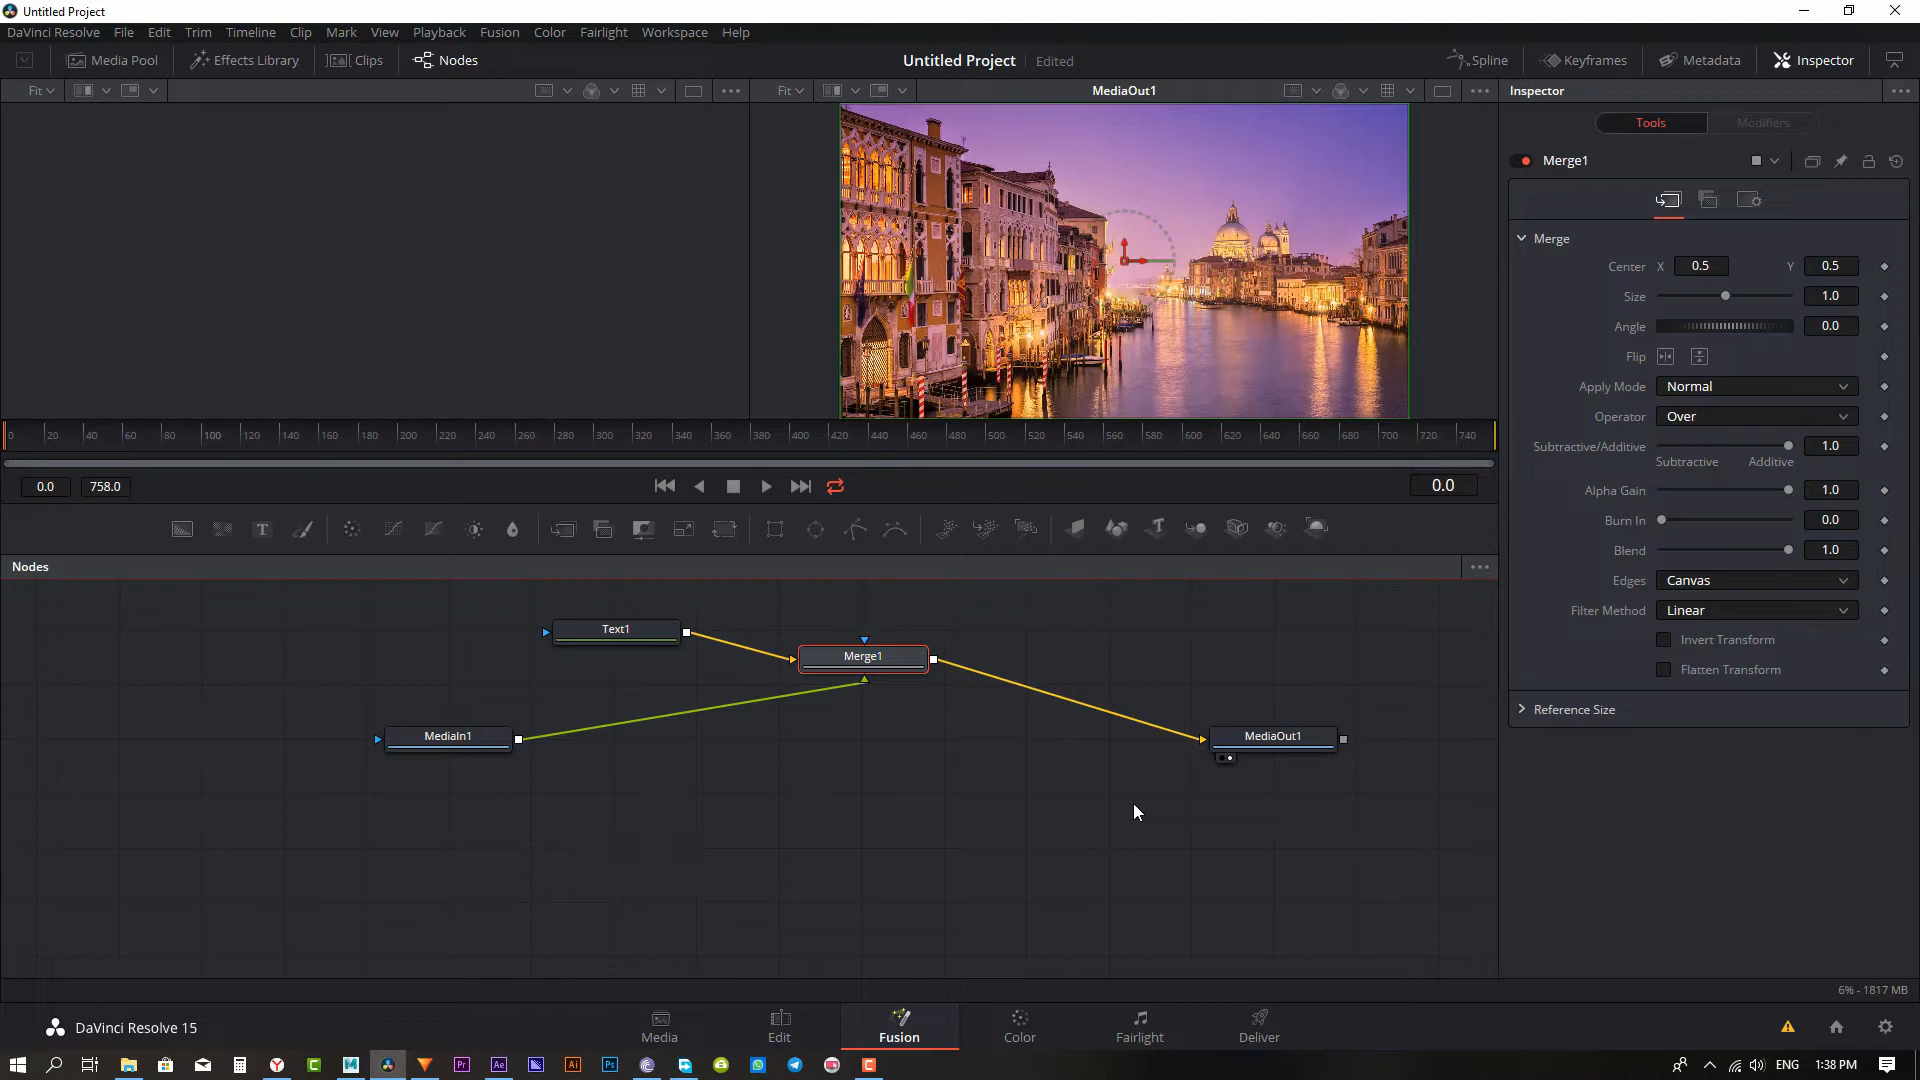 Untitled Project
DaVinci Resolve File Edit Trim Timeline Clip Mark View Playback Fusion Color Fairlight Workspace Help
Media Pool Effects Library Clips Nodes Untitled Project Edited Spline Keyframes Metadata Inspector
Fit Fit MediaOut1 Inspector
Tools Modifiers
Merge1
Merge
Center X 0.5 Y 0.5
Size 1.0
Angle 0.0
Flip
Apply Mode Normal
Operator Over
Subtractive/Additive 1.0
Subtractive Additive
Alpha Gain 1.0
Burn In 0.0
Blend 1.0
Edges Canvas
Filter Method Linear
Invert Transform
Flatten Transform
Reference Size
0 20 40 60 80 100 120 140 160 180 200 220 240 260 280 300 320 340 360 380 400 420 440 460 480 500 520 540 560 580 600 620 640 660 680 700 720 740
0.0 758.0 0.0
T T
Nodes
Text1
Merge1
MediaIn1 MediaOut1
6% - 1817 MB
DaVinci Resolve 15 Media Edit Fusion Color Fairlight Deliver
Y C M Pr Ae Ai Ps C ENG 1:38 PM